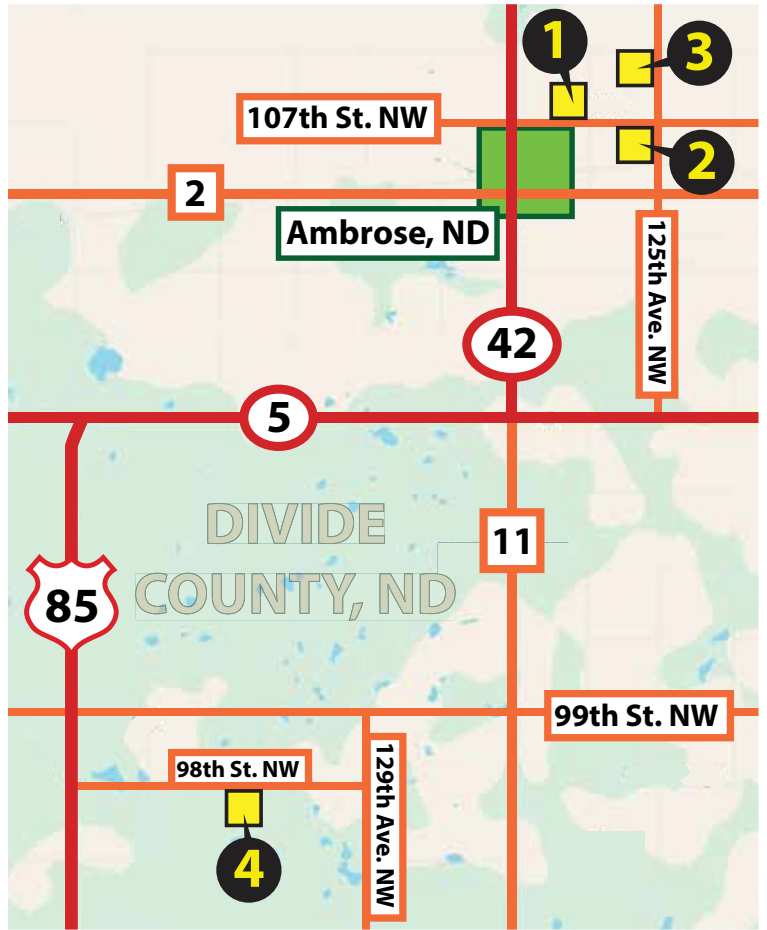 1
3
107th St. NW
2
2
Ambrose, ND
125th Ave. NW
42
5
DIVIDE
COUNTY, ND
11
85
99th St. NW
98th St. NW
129th Ave. NW
4